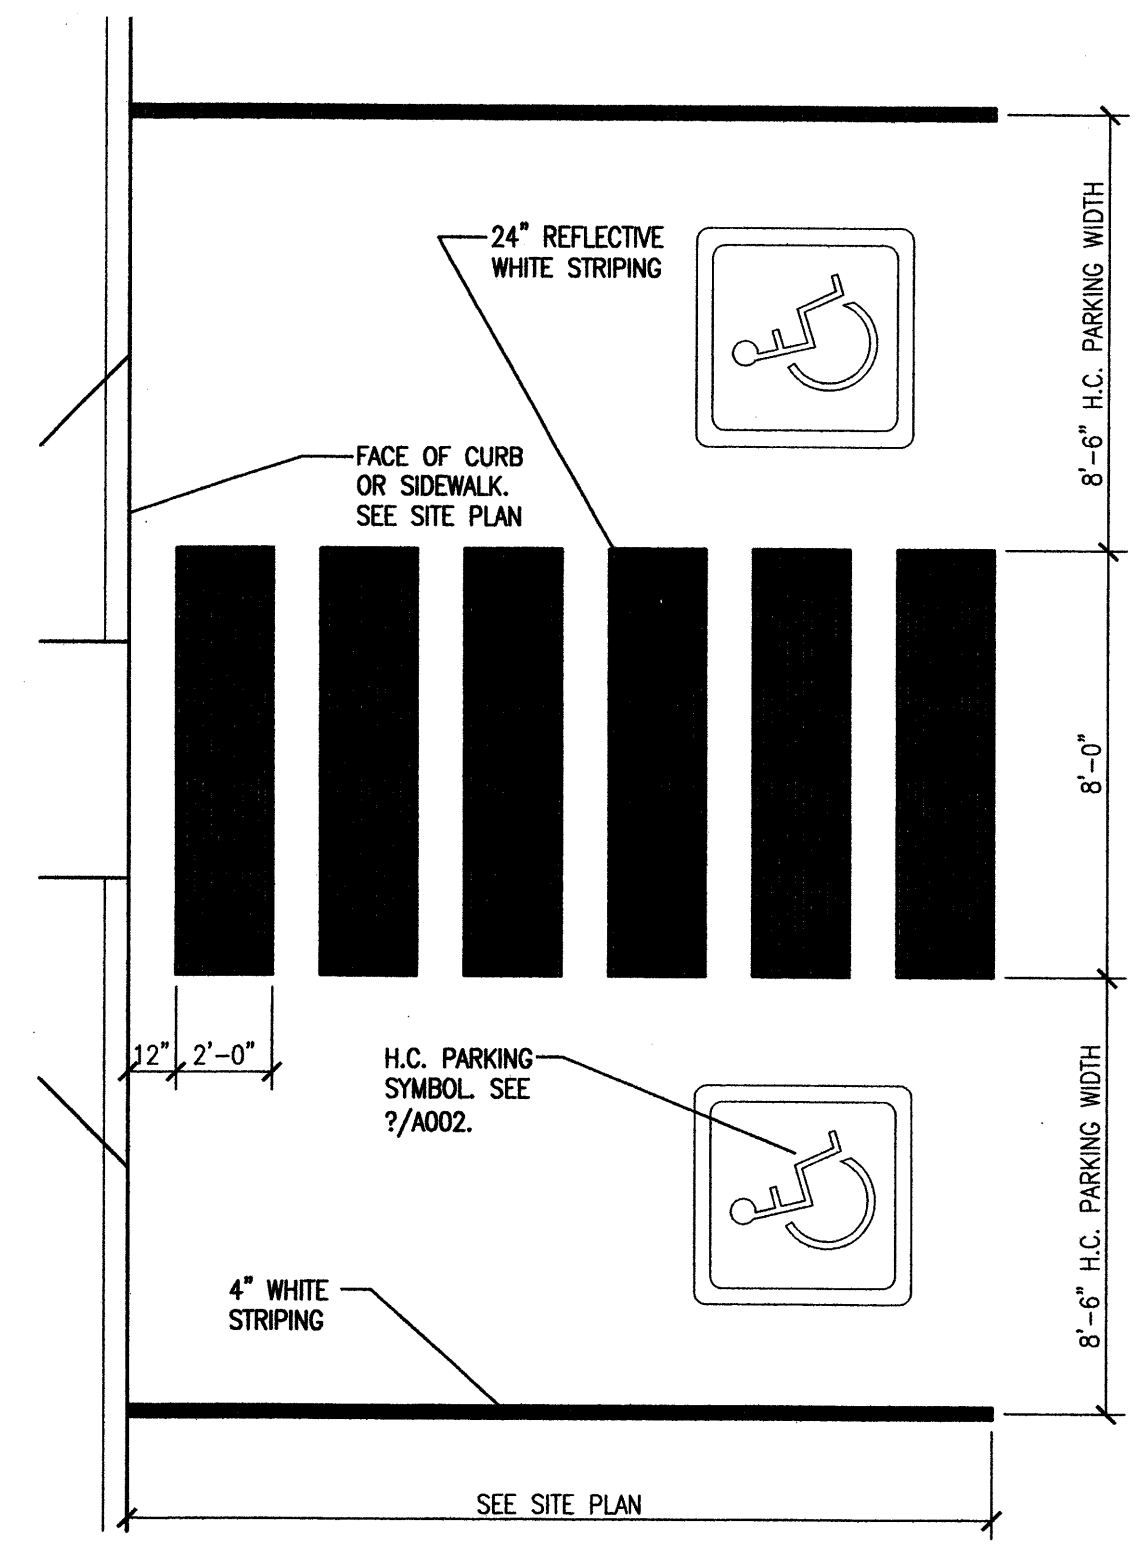 24" REFLECTIVE
WHITE STRIPING
8'-6" H.C. PARKING WIDTH
FACE OF CURB
OR SIDEWALK.
SEE SITE PLAN
8'-0"
12"
2'-0"
H.C. PARKING
SYMBOL. SEE
?/A002.
8'-6" H.C. PARKING WIDTH
4" WHITE
STRIPING
SEE SITE PLAN